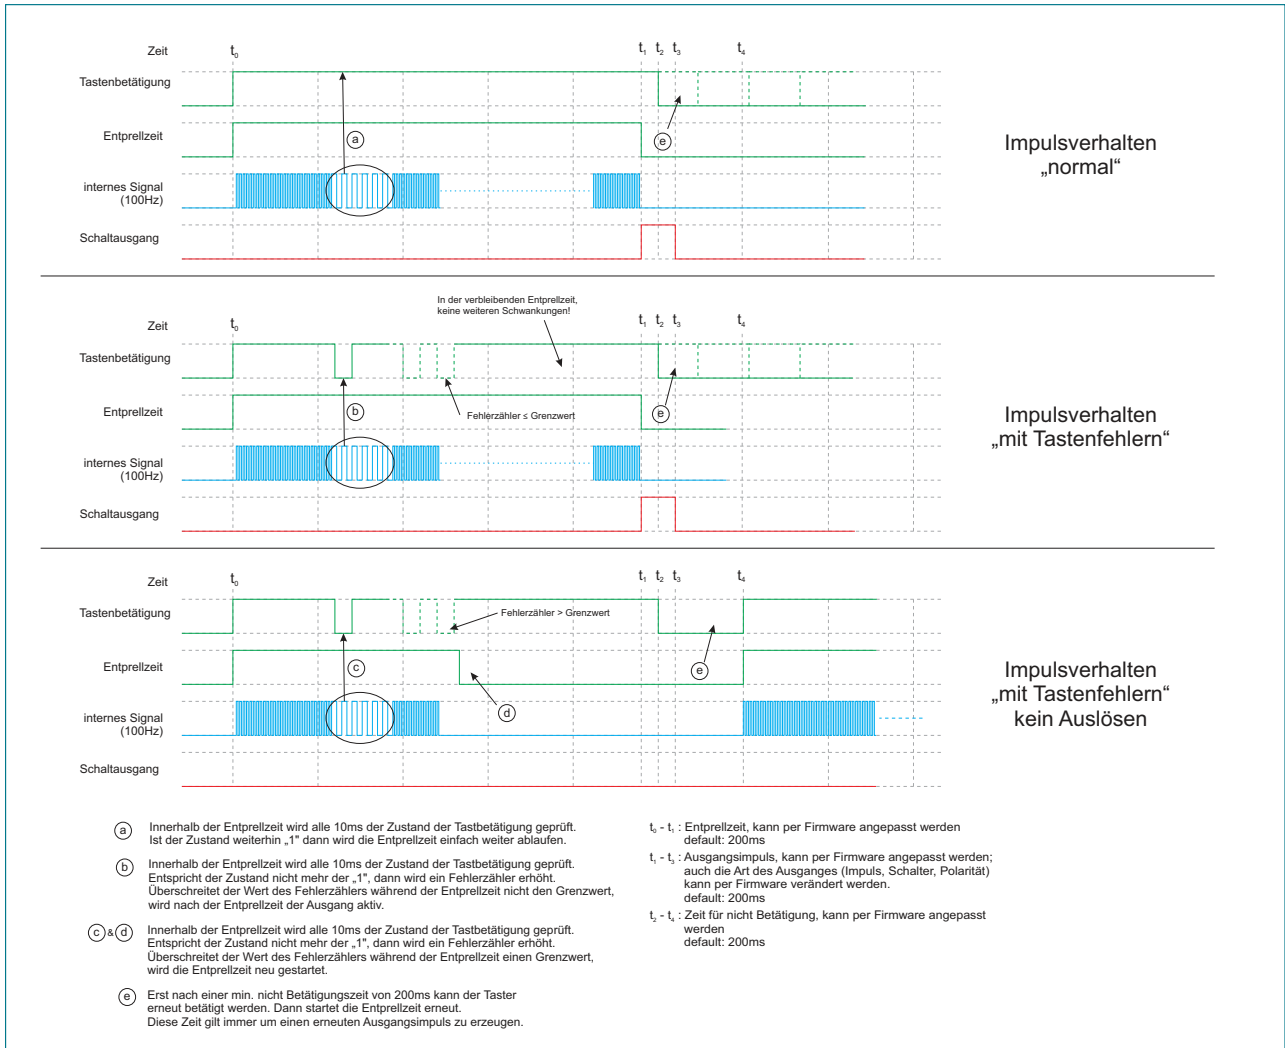 Zeit t0 t1 t2 t3 t4
Tastenbetätigung
Entprellzeit
a
e
internes Signal
(100Hz)
Schaltausgang
Impulsverhalten
„normal“
In der verbleibenden Entprellzeit,
keine weiteren Schwankungen!
Zeit t0 t1 t2 t3 t4
Tastenbetätigung
Entprellzeit
b
Fehlerzähler ≤ Grenzwert
e
internes Signal
(100Hz)
Schaltausgang
Impulsverhalten
„mit Tastenfehlern“
Zeit t0 t1 t2 t3 t4
Tastenbetätigung
Fehlerzähler > Grenzwert
Entprellzeit
c
e
d
internes Signal
(100Hz)
Schaltausgang
Impulsverhalten
„mit Tastenfehlern“
kein Auslösen
a Innerhalb der Entprellzeit wird alle 10ms der Zustand der Tastbetätigung geprüft.
Ist der Zustand weiterhin „1" dann wird die Entprellzeit einfach weiter ablaufen.
b Innerhalb der Entprellzeit wird alle 10ms der Zustand der Tastbetätigung geprüft.
Entspricht der Zustand nicht mehr der „1", dann wird ein Fehlerzähler erhöht.
Überschreitet der Wert des Fehlerzählers während der Entprellzeit nicht den Grenzwert,
wird nach der Entprellzeit der Ausgang aktiv.
c & d Innerhalb der Entprellzeit wird alle 10ms der Zustand der Tastbetätigung geprüft.
Entspricht der Zustand nicht mehr der „1", dann wird ein Fehlerzähler erhöht.
Überschreitet der Wert des Fehlerzählers während der Entprellzeit einen Grenzwert,
wird die Entprellzeit neu gestartet.
e Erst nach einer min. nicht Betätigungszeit von 200ms kann der Taster
erneut betätigt werden. Dann startet die Entprellzeit erneut.
Diese Zeit gilt immer um einen erneuten Ausgangsimpuls zu erzeugen.
t0 - t1 : Entprellzeit, kann per Firmware angepasst werden
default: 200ms
t1 - t3 : Ausgangsimpuls, kann per Firmware angepasst werden;
auch die Art des Ausganges (Impuls, Schalter, Polarität)
kann per Firmware verändert werden.
default: 200ms
t2 - t4 : Zeit für nicht Betätigung, kann per Firmware angepasst
werden
default: 200ms